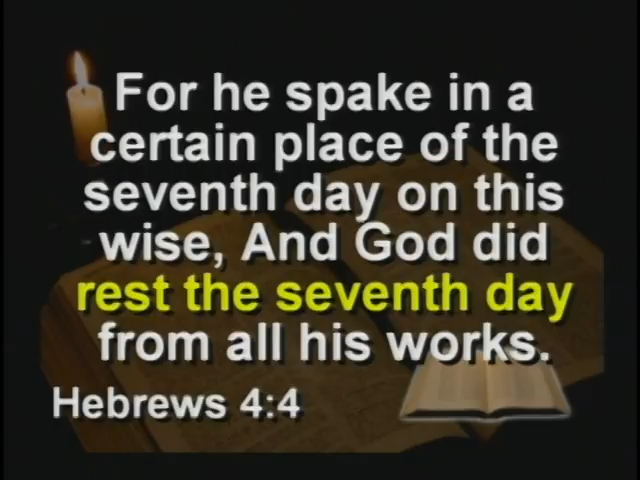 For he spake in a
certain place of the
seventh day on this
wise, And God did
rest the seventh day
from all his works.
Hebrews 4:4